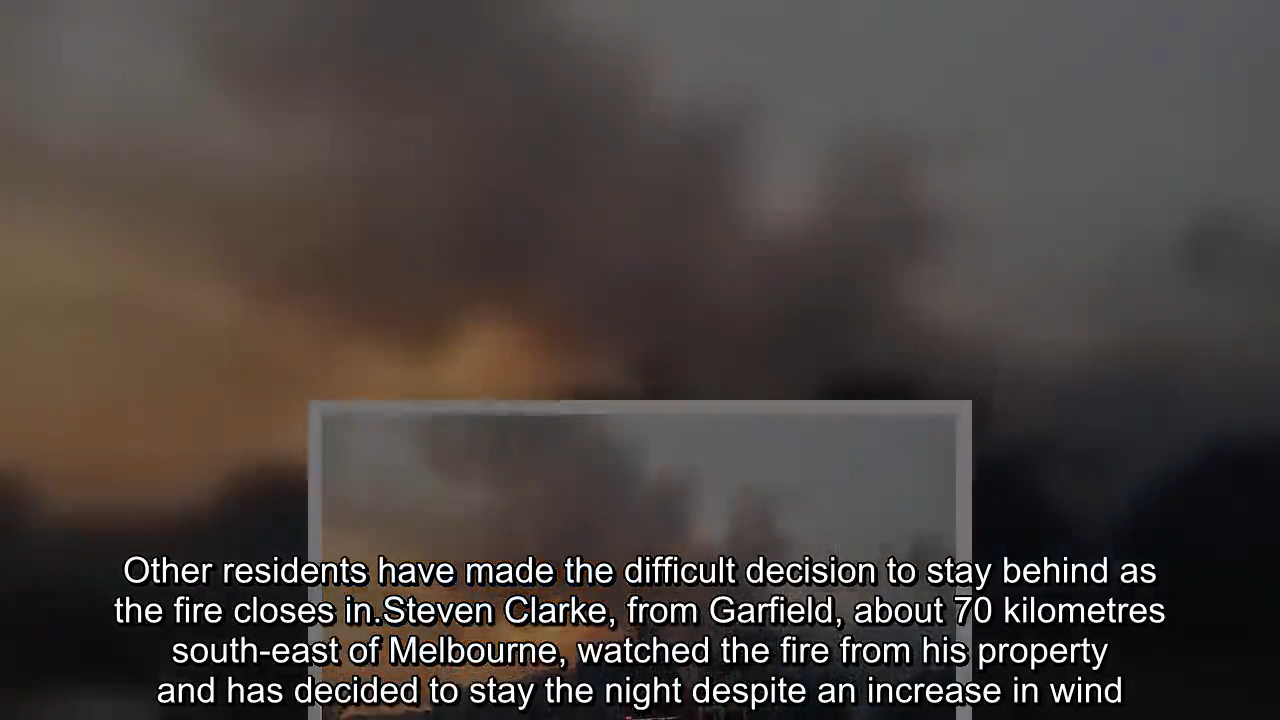 Other residents have made the difficult decision to stay behind as
the fire closes in.Steven Clarke, from Garfield, about 70 kilometres
south-east of Melbourne, watched the fire from his property
and has decided to stay the night despite an increase in wind